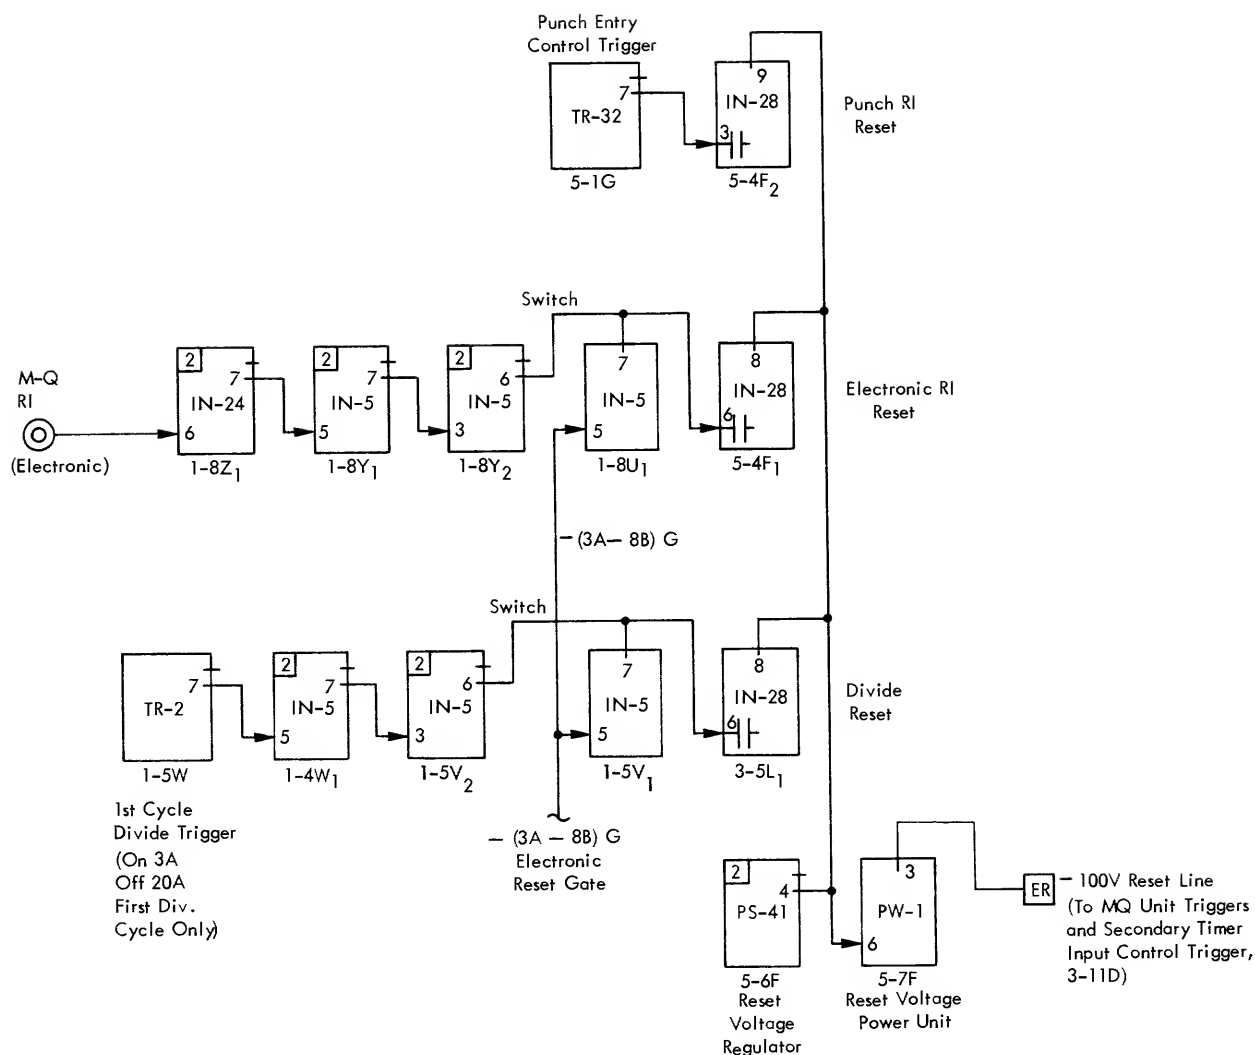 Punch Entry
Control Trigger
7
TR-32
5-1G
9
IN-28
3
5-4F2
Punch RI
Reset
Switch
M-Q
RI
(Electronic)
2
7
IN-24
6
1-8Z1
2
7
IN-5
5
1-8Y1
2
6
IN-5
3
1-8Y2
7
IN-5
5
1-8U1
8
IN-28
6
5-4F1
Electronic RI
Reset
— (3A— 8B) G
Switch
7
TR-2
1-5W
2
7
IN-5
5
1-4W1
2
6
IN-5
3
1-5V2
7
IN-5
5
1-5V1
8
IN-28
6
3-5L1
Divide
Reset
1st Cycle
Divide Trigger
(On 3A
Off 20A
First Div.
Cycle Only)
— (3A — 8B) G
Electronic
Reset Gate
2
4
PS-41
5-6F
Reset
Voltage
Regulator
3
PW-1
6
5-7F
Reset Voltage
Power Unit
ER
— 100V Reset Line
(To MQ Unit Triggers
and Secondary Timer
Input Control Trigger,
3-11D)